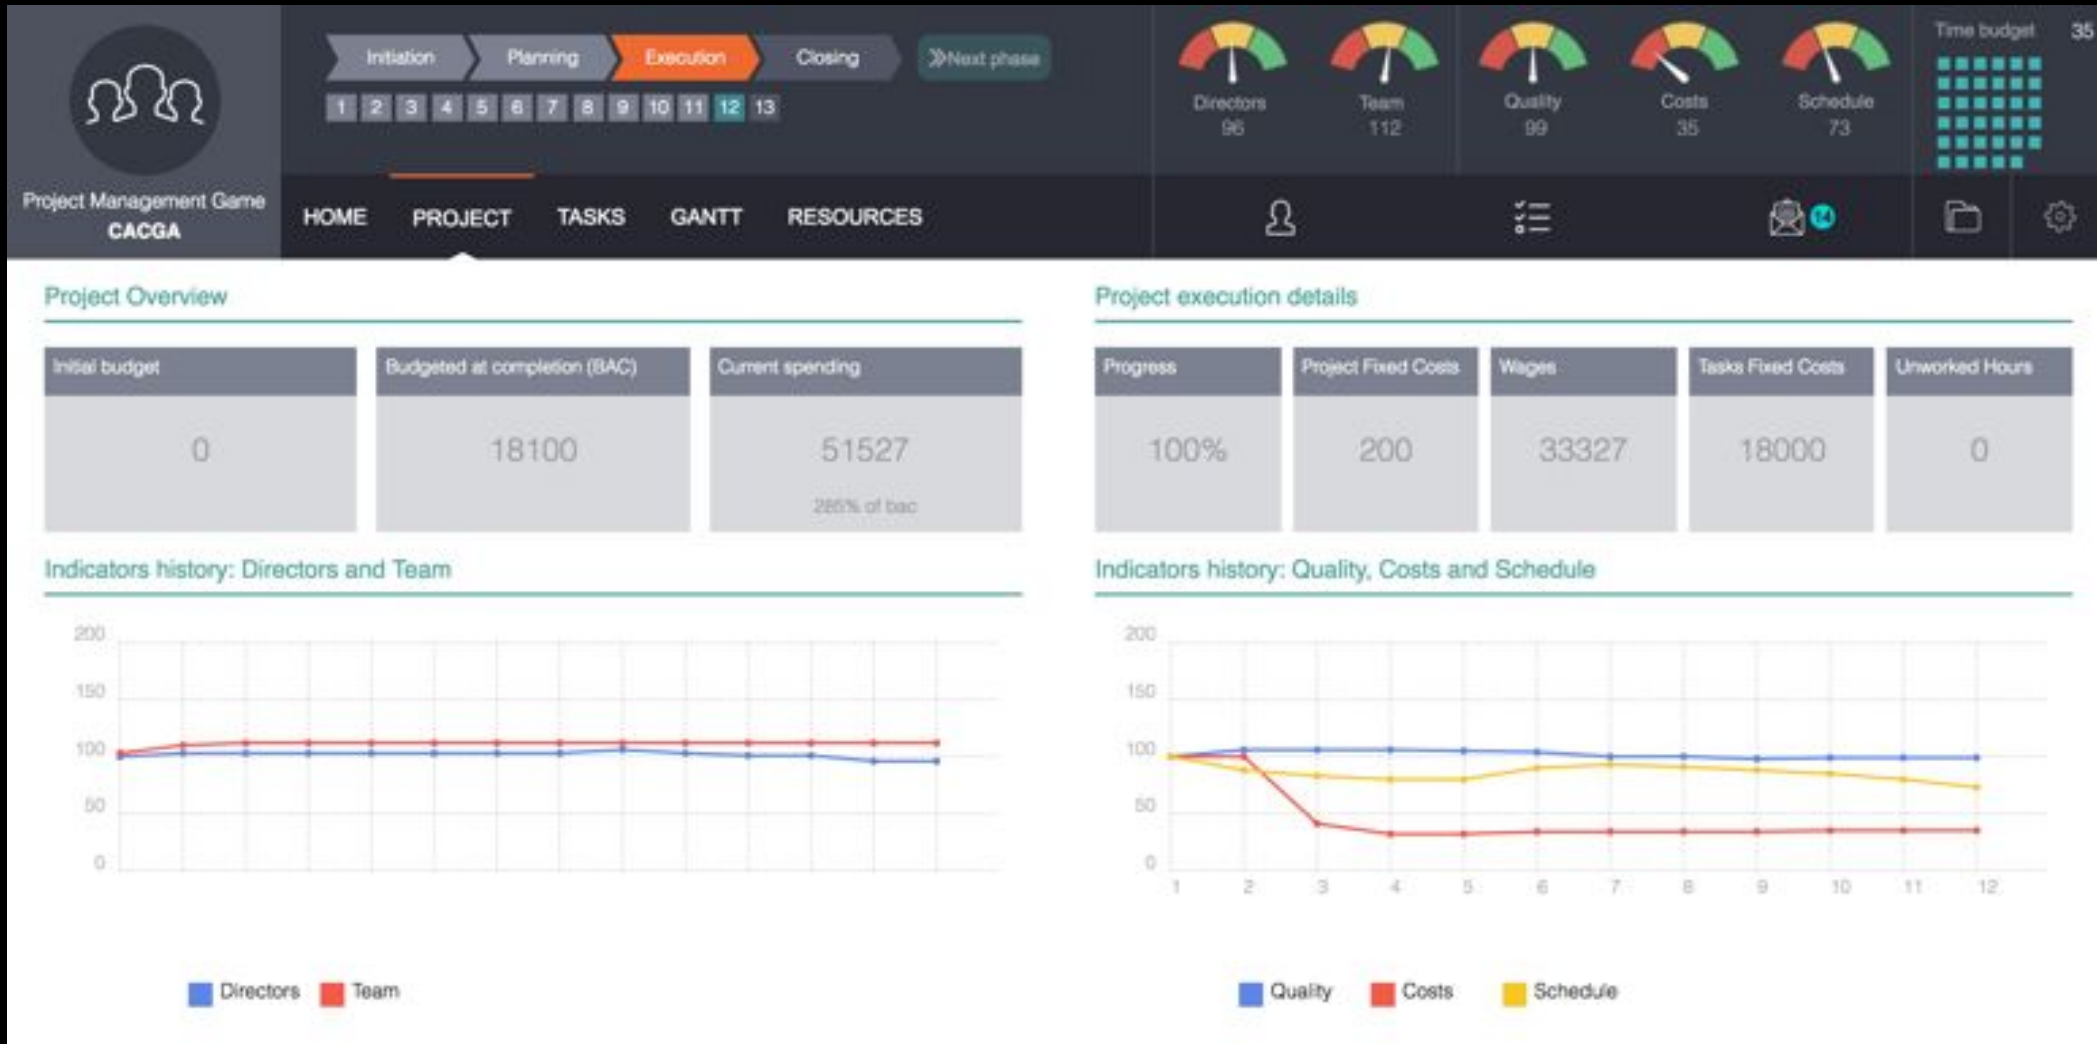 Initiation Planning Execution Closing Next phase
1 2 3 4 5 6 7 8 9 10 11 12 13
Project Management Game
CACGA
Directors
96
Team
112
Quality
99
Costs
35
Schedule
73
Time budget 35
HOME PROJECT TASKS GANTT RESOURCES
14
Project Overview
Initial budget Budgeted at completion (BAC) Current spending
0 18100 51527
285% of bac
Project execution details
Progress Project Fixed Costs Wages Tasks Fixed Costs Unworked Hours
100% 200 33327 18000 0
Indicators history: Directors and Team
200
150
100
50
0
Directors Team
Indicators history: Quality, Costs and Schedule
200
150
100
50
0
1 2 3 4 5 6 7 8 9 10 11 12
Quality Costs Schedule